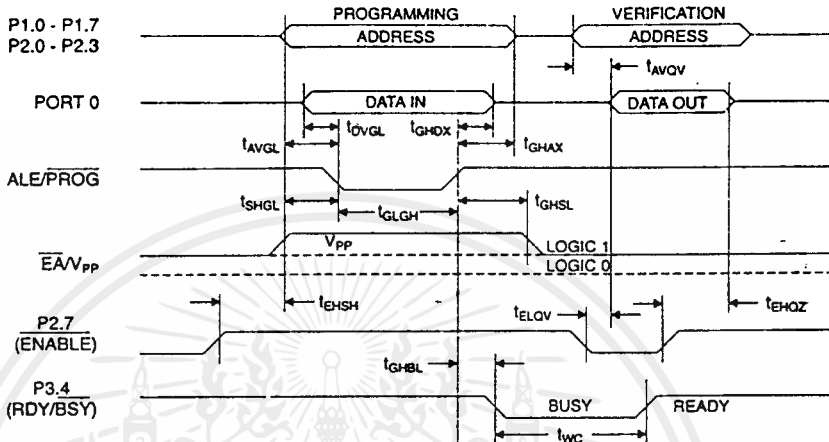 PROGRAMMING VERIFICATION
P1.0 - P1.7
P2.0 - P2.3
ADDRESS ADDRESS
tAVQV
PORT 0 DATA IN DATA OUT
tDVGL tGHDX
tAVGL tGHAX
ALE/PROG
tSHGL tGLGH tGHSL
VPP LOGIC 1
EA/VPP
LOGIC 0
tEHSH tELQV tEHQZ
P2.7
(ENABLE)
tGHBL
P3.4
(RDY/BSY)
BUSY READY
tWC